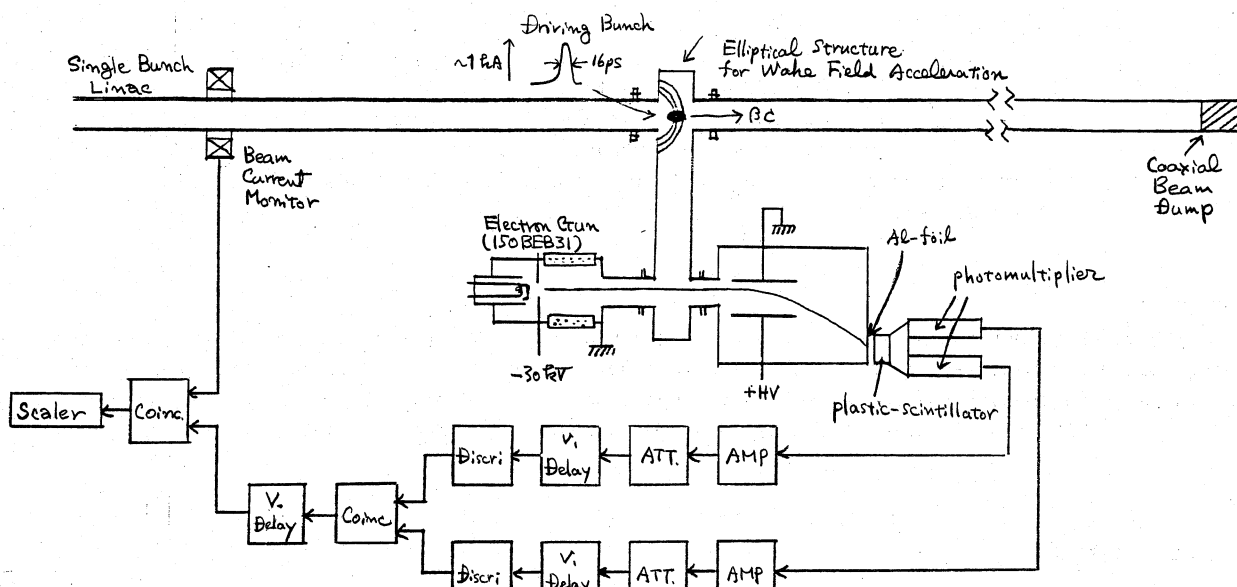 Driving Bunch
~1 kA
16ps
Single Bunch
Linac
Elliptical Structure
for Wake Field Acceleration
βc
Beam
Current
Monitor
Coaxial
Beam
Dump
Electron Gun
(150BEB31)
-30kV
+HV
Al-foil
photomultiplier
plastic-scintillator
Scaler
Coinc.
V.
Delay
Coinc
Discri
V.
Delay
ATT.
AMP
Discri
V.
Delay
ATT.
AMP